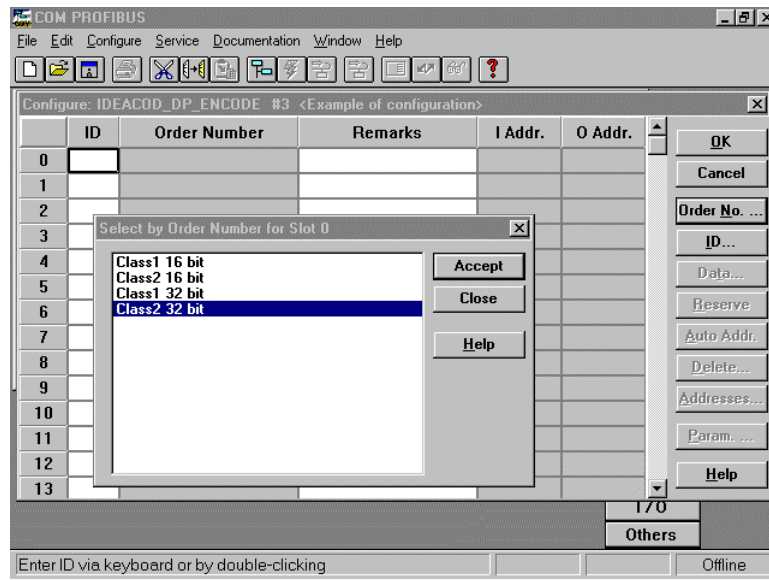 COM PROFIBUS
File Edit Configure Service Documentation Window Help
Configure: IDEACOD_DP_ENCODE #3 <Example of configuration>
ID Order Number Remarks I Addr. O Addr.
OK
0
Cancel
1
2
Order No. ...
Select by Order Number for Slot 0
3
ID...
4
Class1 16 bit
Accept
Data...
Class2 16 bit
5
Class1 32 bit
Close
Reserve
6
Class2 32 bit
7
Help
Auto Addr.
8
Delete...
9
Addresses...
10
11
Param. ...
12
Help
13
I/O
Others
Enter ID via keyboard or by double-clicking
Offline